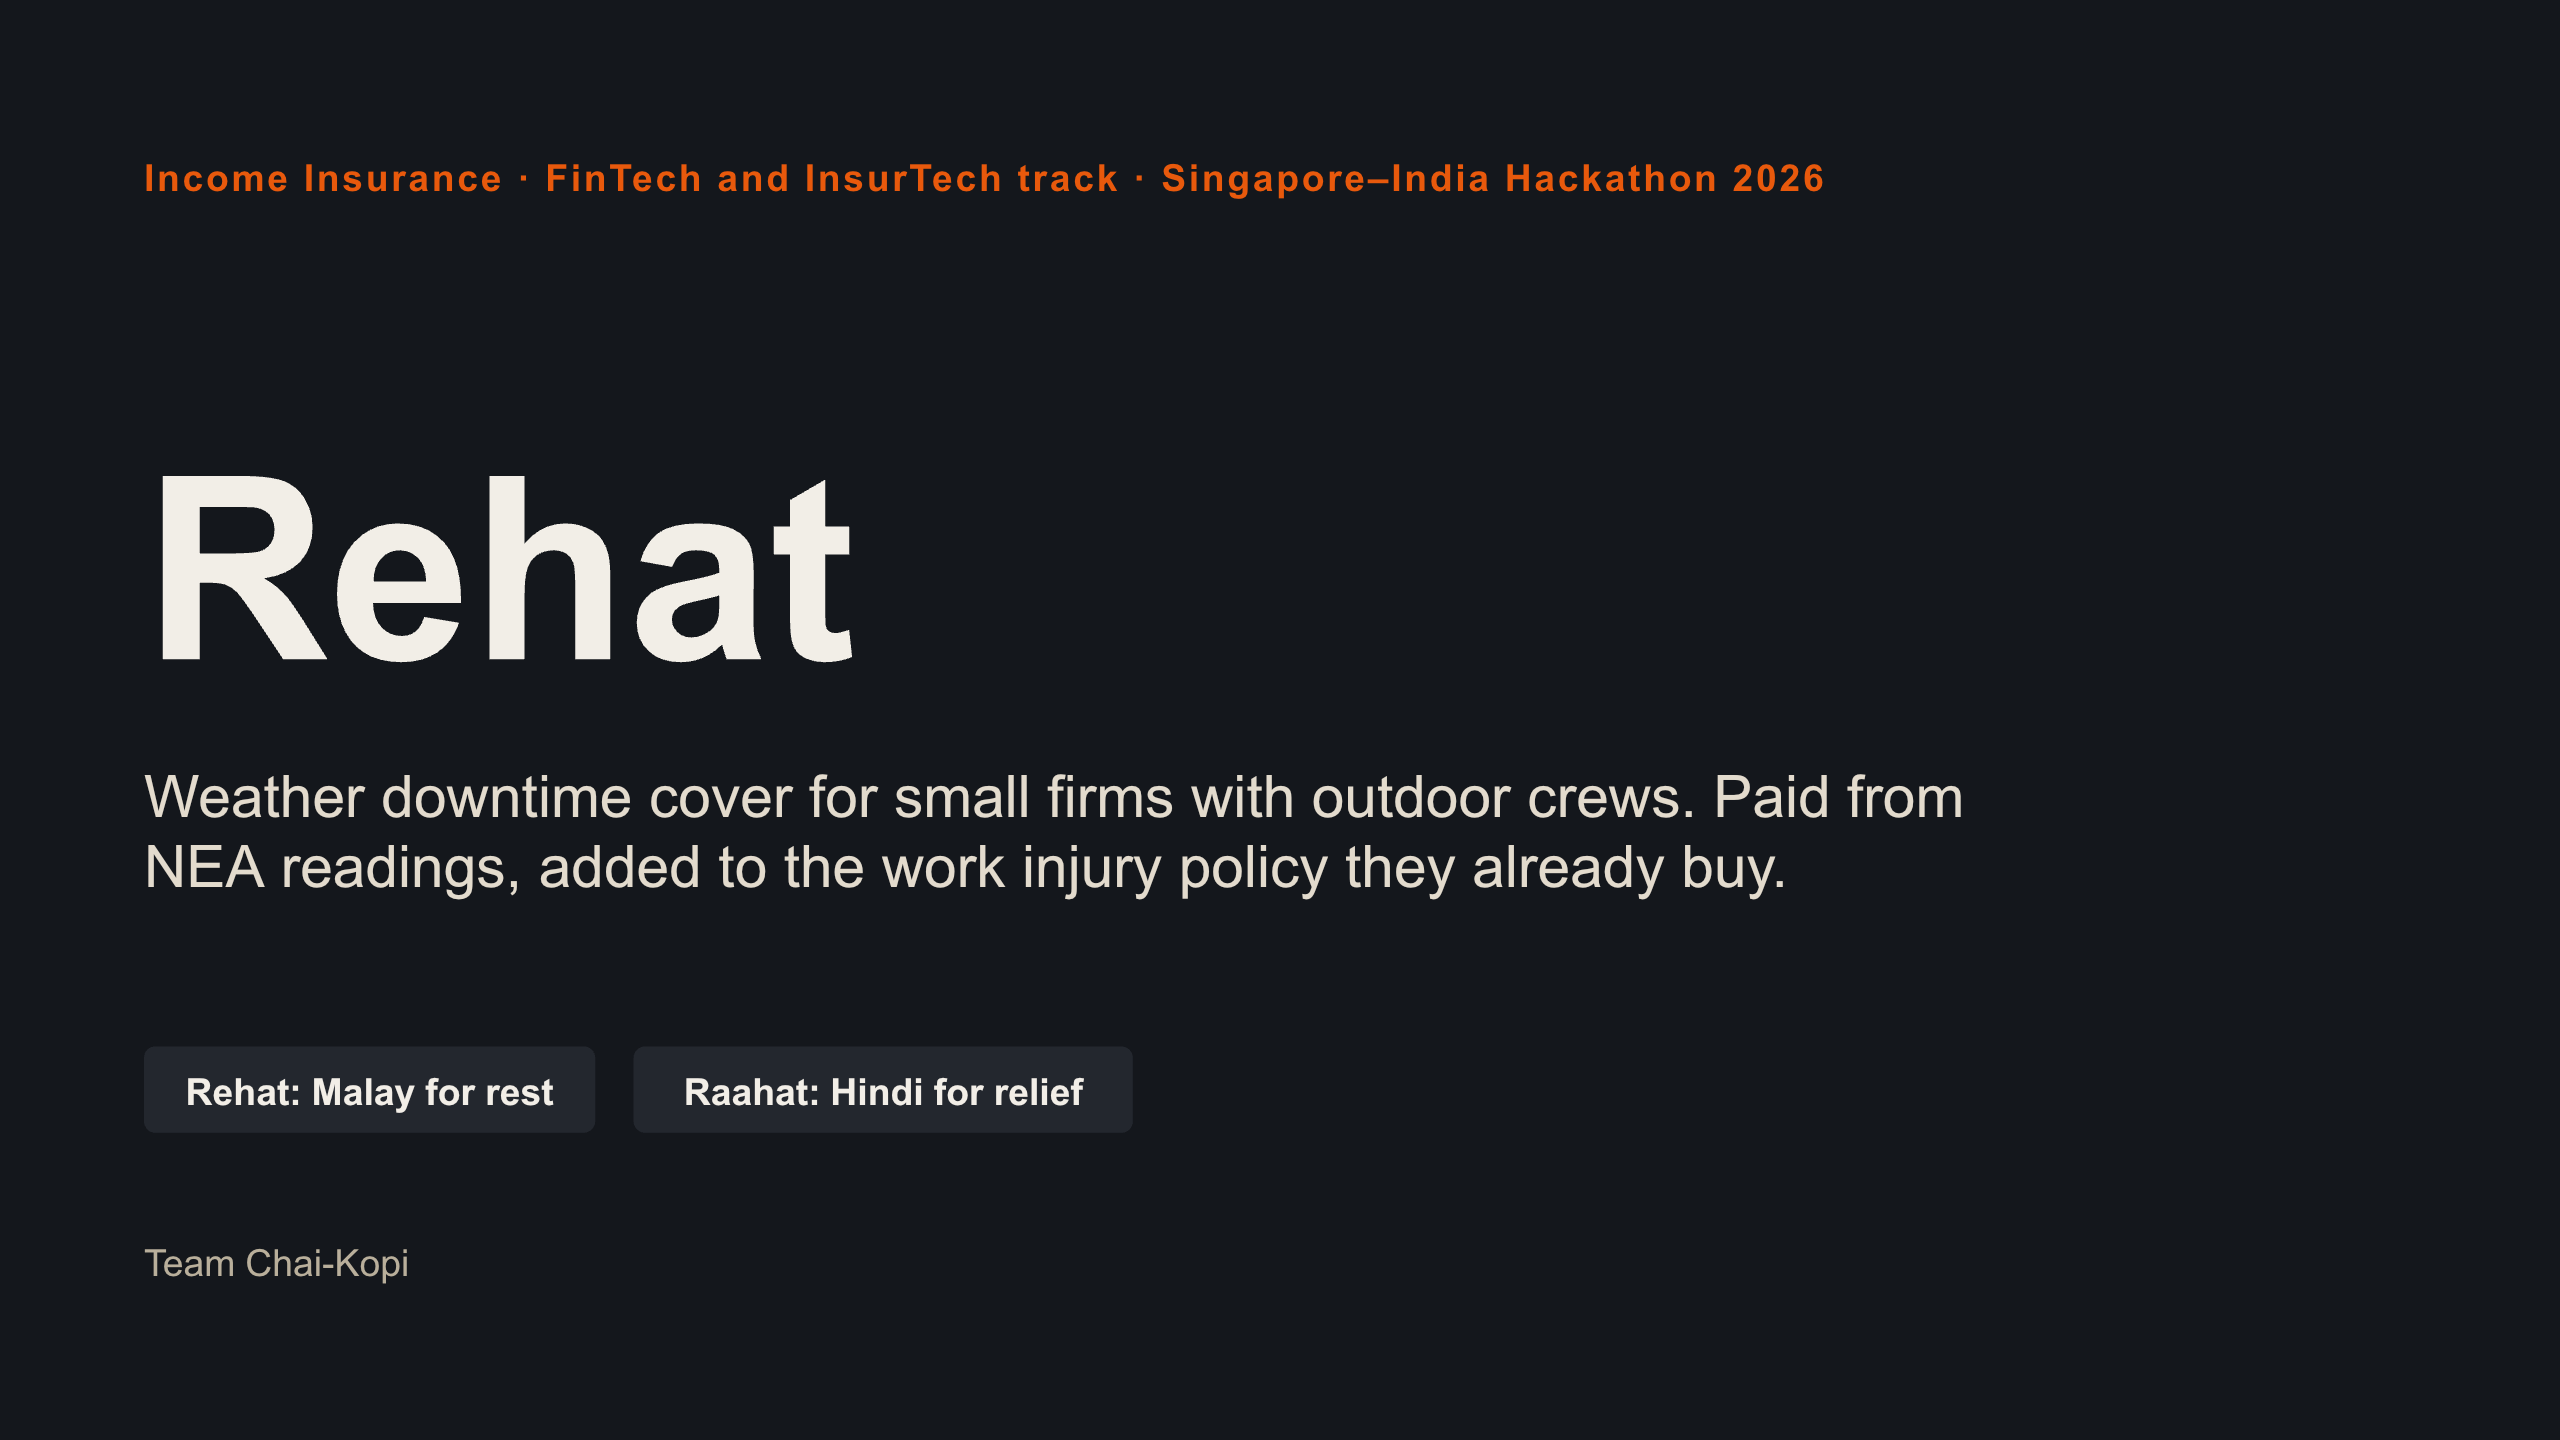 Income Insurance · FinTech and InsurTech track · Singapore–India Hackathon 2026
Rehat
Weather downtime cover for small firms with outdoor crews. Paid from
NEA readings, added to the work injury policy they already buy.
Rehat: Malay for rest
Raahat: Hindi for relief
Team Chai-Kopi